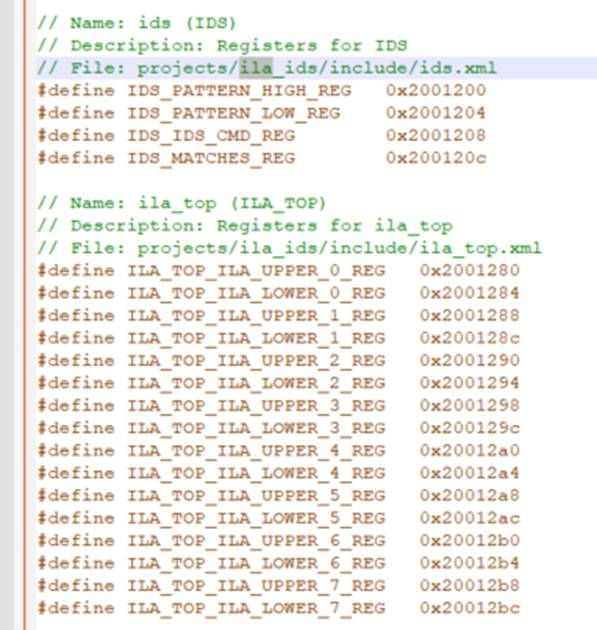 // Name: ids (IDS)
// Description: Registers for IDS
// File: projects/ila_ids/include/ids.xml
#define IDS_PATTERN_HIGH_REG 0x2001200
#define IDS_PATTERN_LOW_REG 0x2001204
#define IDS_IDS_CMD_REG 0x2001208
#define IDS_MATCHES_REG 0x200120c
// Name: ila_top (ILA_TOP)
// Description: Registers for ila_top
// File: projects/ila_ids/include/ila_top.xml
#define ILA_TOP_ILA_UPPER_0_REG 0x2001280
#define ILA_TOP_ILA_LOWER_0_REG 0x2001284
#define ILA_TOP_ILA_UPPER_1_REG 0x2001288
#define ILA_TOP_ILA_LOWER_1_REG 0x200128c
#define ILA_TOP_ILA_UPPER_2_REG 0x2001290
#define ILA_TOP_ILA_LOWER_2_REG 0x2001294
#define ILA_TOP_ILA_UPPER_3_REG 0x2001298
#define ILA_TOP_ILA_LOWER_3_REG 0x200129c
#define ILA_TOP_ILA_UPPER_4_REG 0x20012a0
#define ILA_TOP_ILA_LOWER_4_REG 0x20012a4
#define ILA_TOP_ILA_UPPER_5_REG 0x20012a8
#define ILA_TOP_ILA_LOWER_5_REG 0x20012ac
#define ILA_TOP_ILA_UPPER_6_REG 0x20012b0
#define ILA_TOP_ILA_LOWER_6_REG 0x20012b4
#define ILA_TOP_ILA_UPPER_7_REG 0x20012b8
#define ILA_TOP_ILA_LOWER_7_REG 0x20012bc